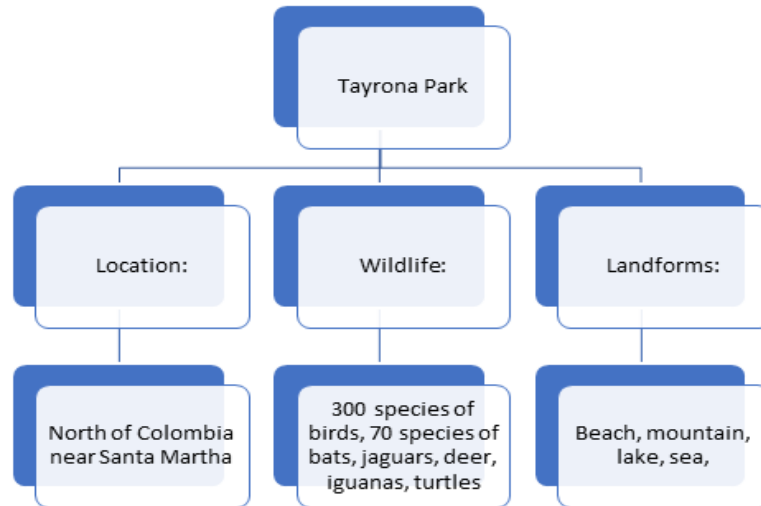 Tayrona Park
Location:
Wildlife:
Landforms:
North of Colombia
near Santa Martha
300 species of
birds, 70 species of
bats, jaguars, deer,
iguanas, turtles
Beach, mountain,
lake, sea,